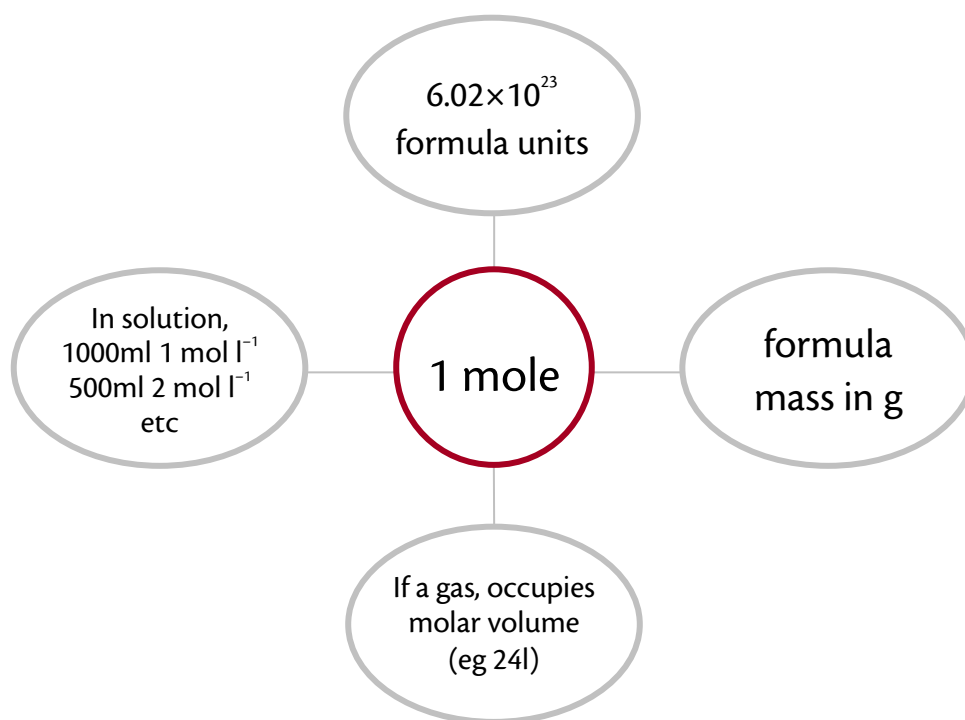 6.02×10²³
formula units
In solution,
1000ml 1 mol l⁻¹
500ml 2 mol l⁻¹
etc
1 mole
formula
mass in g
If a gas, occupies
molar volume
(eg 24l)